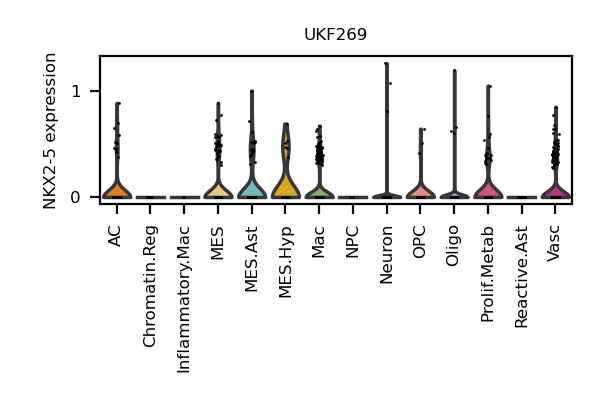 UKF269
NKX2-5 expression
1
0
AC
Chromatin.Reg
Inflammatory.Mac
MES
MES.Ast
MES.Hyp
Mac
NPC
Neuron
OPC
Oligo
Prolif.Metab
Reactive.Ast
Vasc